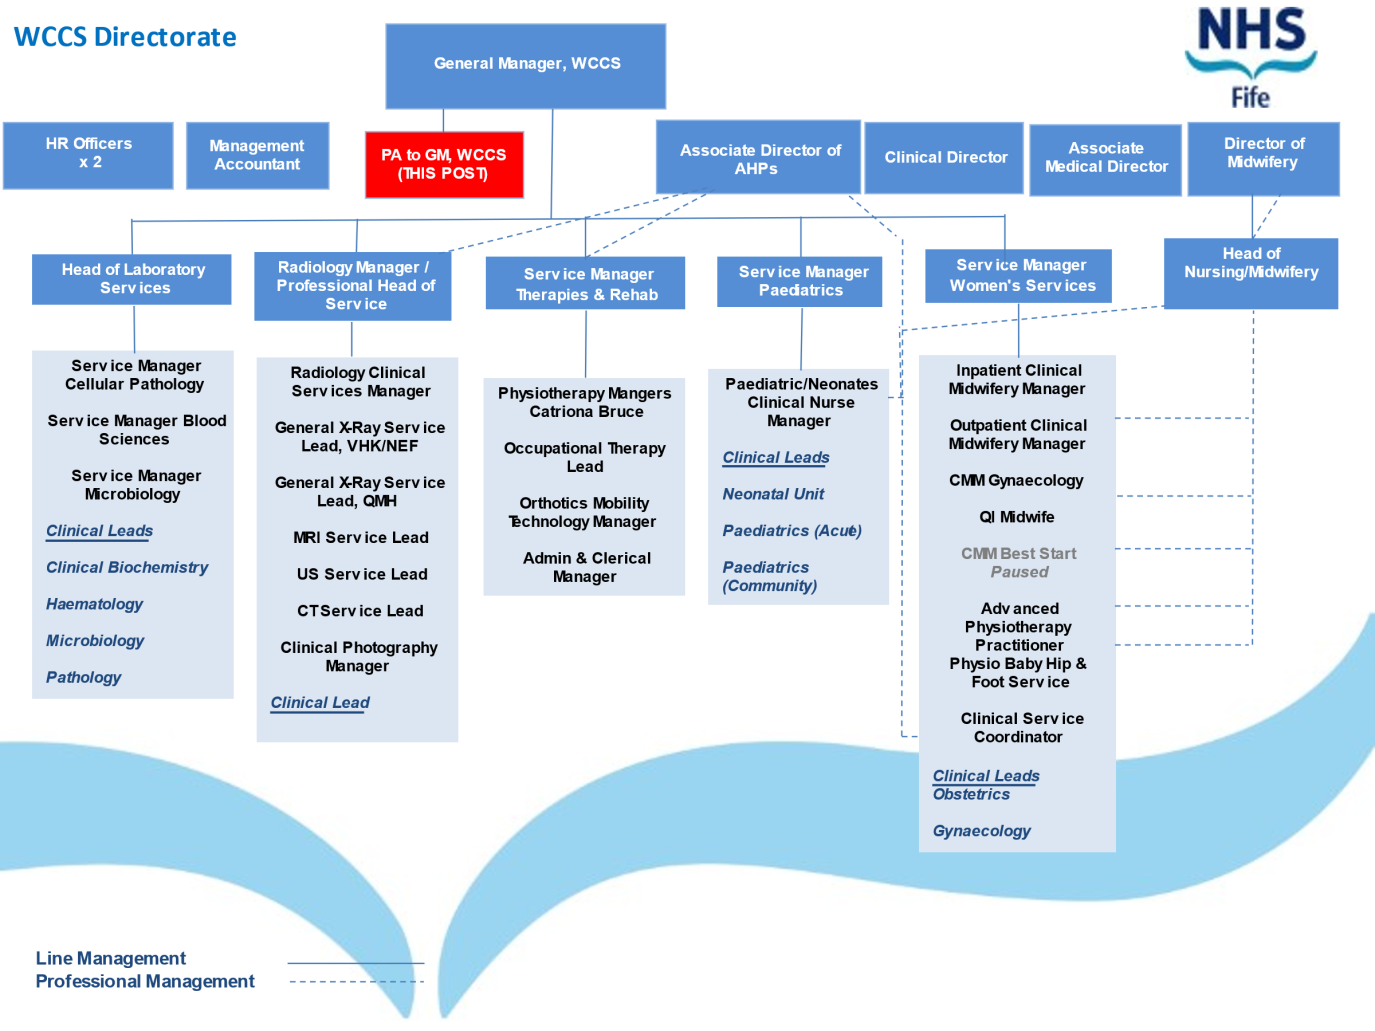 WCCS Directorate
NHS
Fife
General Manager, WCCS
HR Officers
x 2
Management
Accountant
PA to GM, WCCS
(THIS POST)
Associate Director of
AHPs
Clinical Director
Associate
Medical Director
Director of
Midwifery
Head of Laboratory
Services
Radiology Manager /
Professional Head of
Service
Service Manager
Therapies & Rehab
Service Manager
Paediatrics
Service Manager
Women's Services
Head of
Nursing/Midwifery
Service Manager
Cellular Pathology
Service Manager Blood
Sciences
Service Manager
Microbiology
Clinical Leads
Clinical Biochemistry
Haematology
Microbiology
Pathology
Radiology Clinical
Services Manager
General X-Ray Service
Lead, VHK/NEF
General X-Ray Service
Lead, QMH
MRI Service Lead
US Service Lead
CT Service Lead
Clinical Photography
Manager
Clinical Lead
Physiotherapy Mangers
Catriona Bruce
Occupational Therapy
Lead
Orthotics Mobility
Technology Manager
Admin & Clerical
Manager
Paediatric/Neonates
Clinical Nurse
Manager
Clinical Leads
Neonatal Unit
Paediatrics (Acute)
Paediatrics
(Community)
Inpatient Clinical
Midwifery Manager
Outpatient Clinical
Midwifery Manager
CMM Gynaecology
QI Midwife
CMM Best Start
Paused
Advanced
Physiotherapy
Practitioner
Physio Baby Hip &
Foot Service
Clinical Service
Coordinator
Clinical Leads
Obstetrics
Gynaecology
Line Management
Professional Management